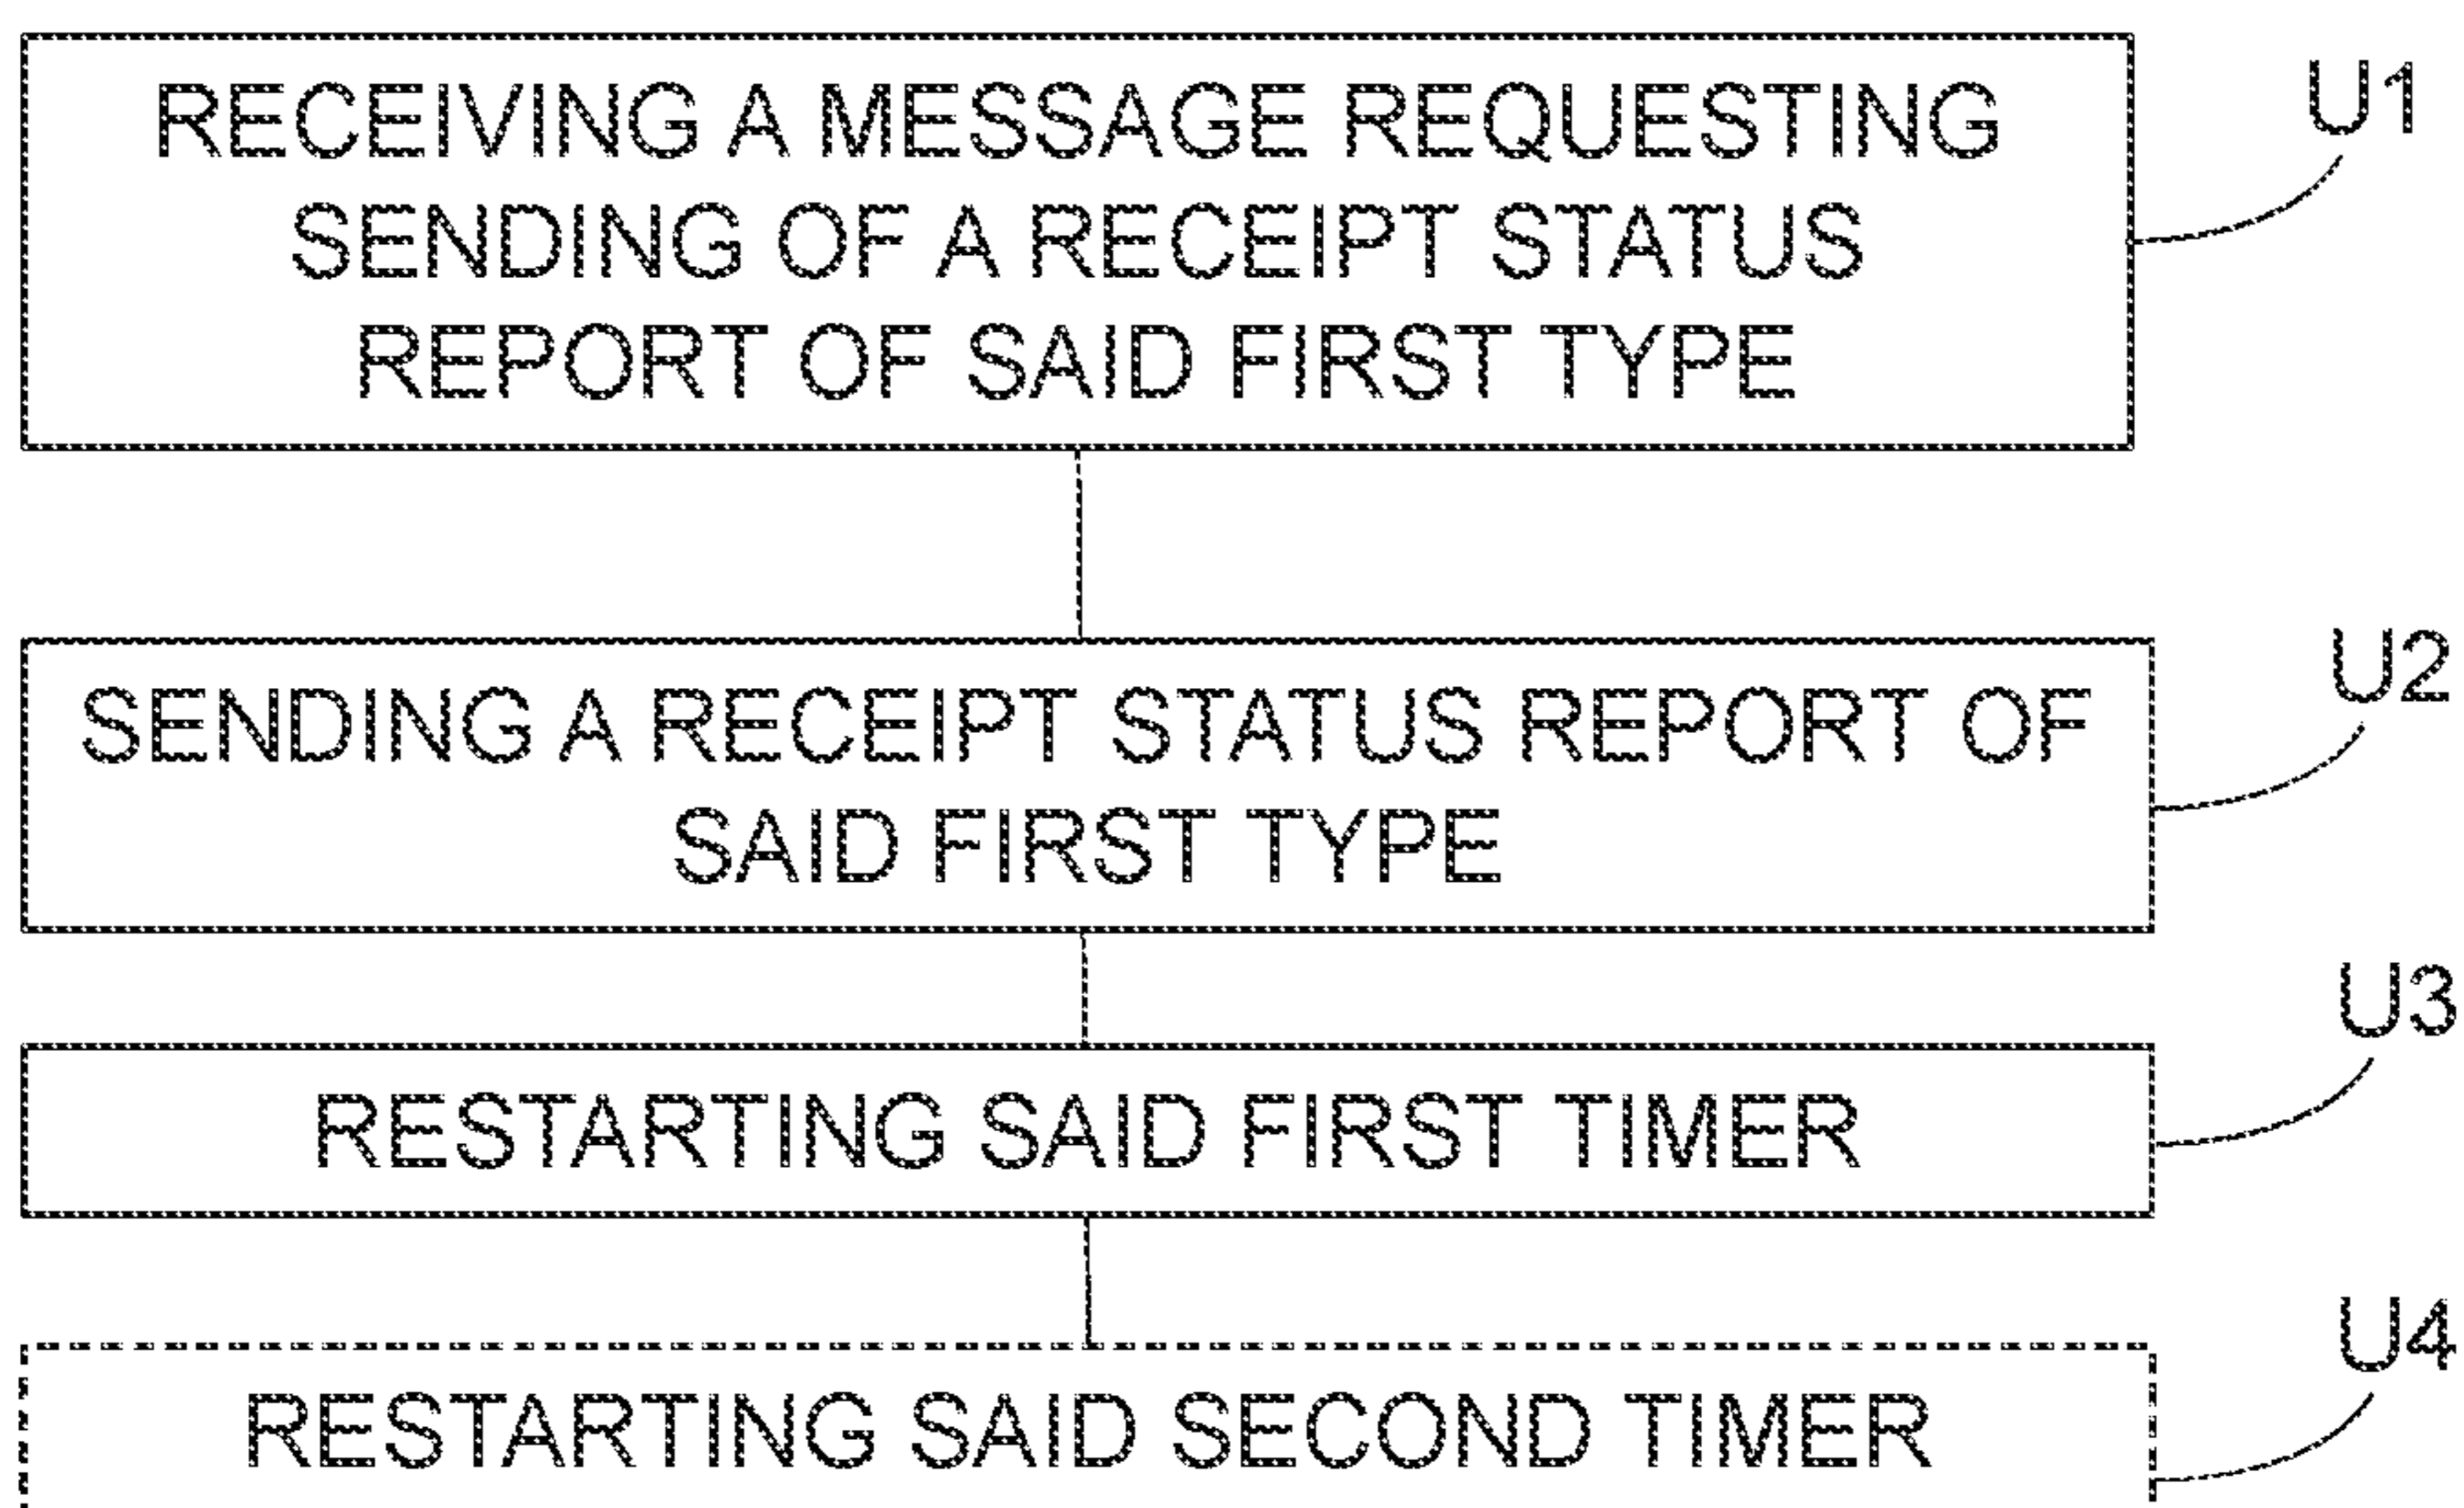 RECEIVING A MESSAGE REQUESTING
SENDING OF A RECEIPT STATUS
REPORT OF SAID FIRST TYPE
U1
SENDING A RECEIPT STATUS REPORT OF
SAID FIRST TYPE
U2
RESTARTING SAID FIRST TIMER
U3
RESTARTING SAID SECOND TIMER
U4